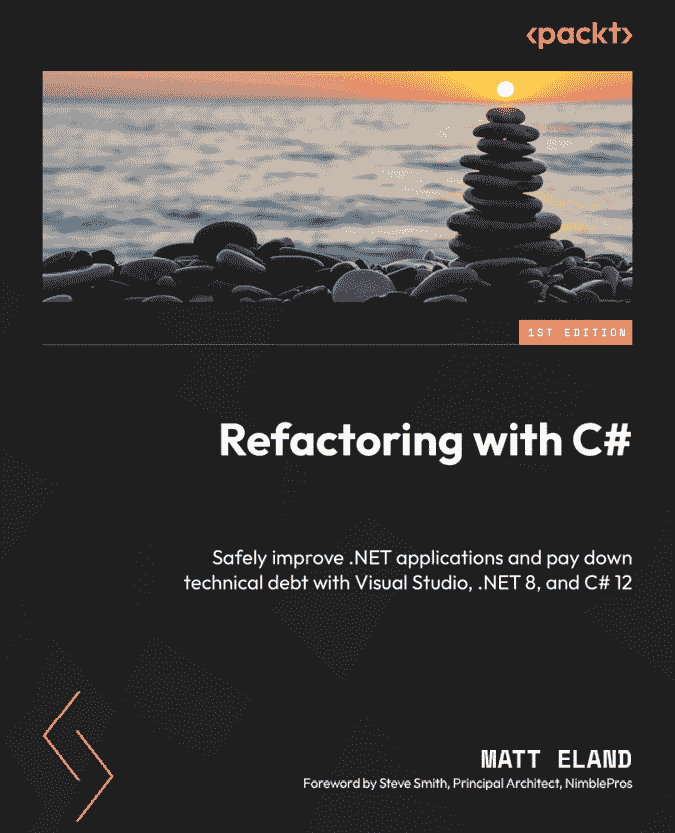 <packt>
1ST EDITION
Refactoring with C#
Safely improve .NET applications and pay down
technical debt with Visual Studio, .NET 8, and C# 12
MATT ELAND
Foreword by Steve Smith, Principal Architect, NimblePros